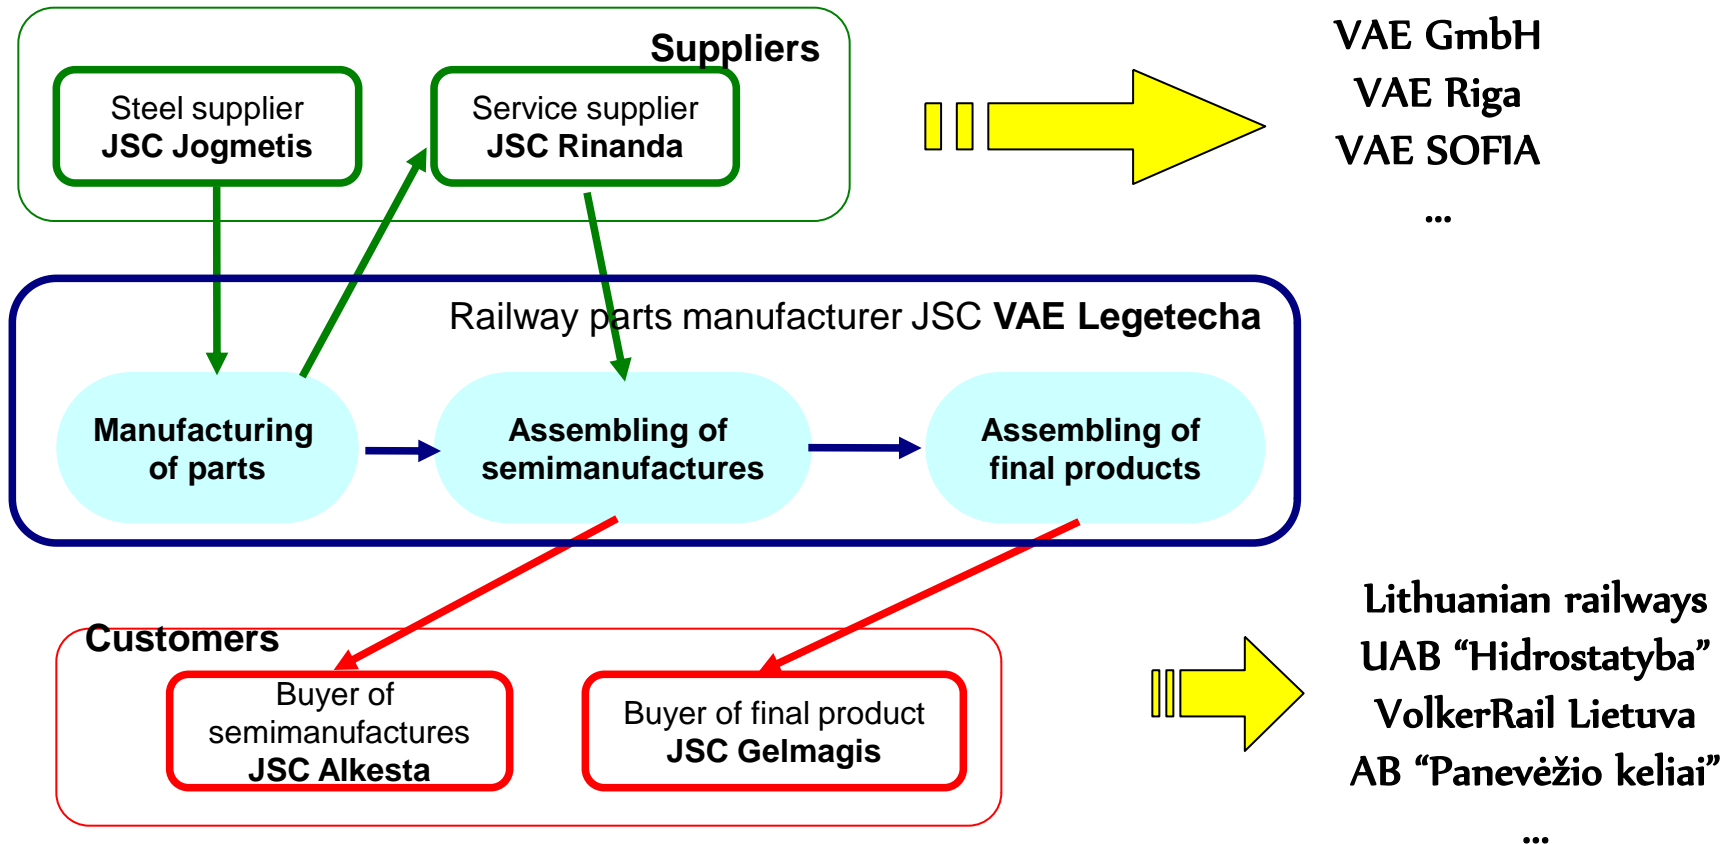 Suppliers
Steel supplier
JSC Jogmetis
Service supplier
JSC Rinanda
VAE GmbH
VAE Riga
VAE SOFIA
...
Railway parts manufacturer JSC VAE Legetecha
Manufacturing
of parts
Assembling of
semimanufactures
Assembling of
final products
Customers
Buyer of
semimanufactures
JSC Alkesta
Buyer of final product
JSC Gelmagis
Lithuanian railways
UAB “Hidrostatyba”
VolkerRail Lietuva
AB “Panevėžio keliai”
...